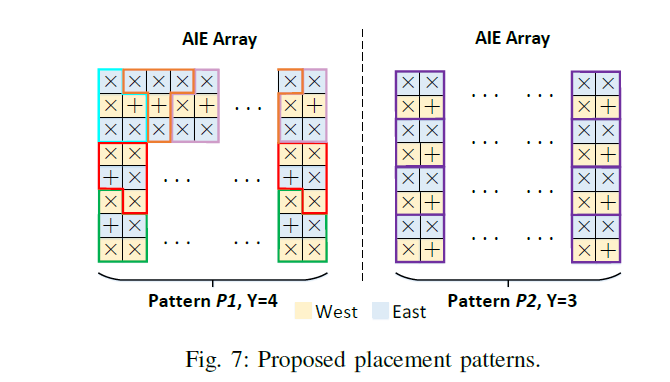 AIE Array
× × × × × × ×
× + + × + . . . × +
× × × × × × ×
× × × ×
+ × . . . . . . + ×
× × × ×
+ × + ×
× × . . . . . . × ×
Pattern P1, Y=4
AIE Array
× × × ×
× + . . . . . . × +
× × × ×
× + . . . . . . × +
× × × ×
× + . . . . . . × +
× × × ×
× + . . . . . . × +
Pattern P2, Y=3
West East
Fig. 7: Proposed placement patterns.